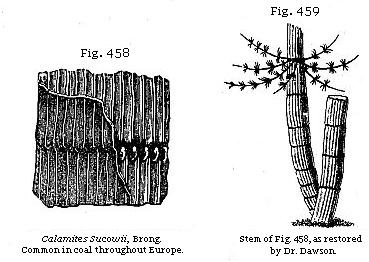 Fig. 458
Calamites Sucowii, Brong.
Common in coal throughout Europe.
Fig. 459
Stem of Fig. 458, as restored
by Dr. Dawson.